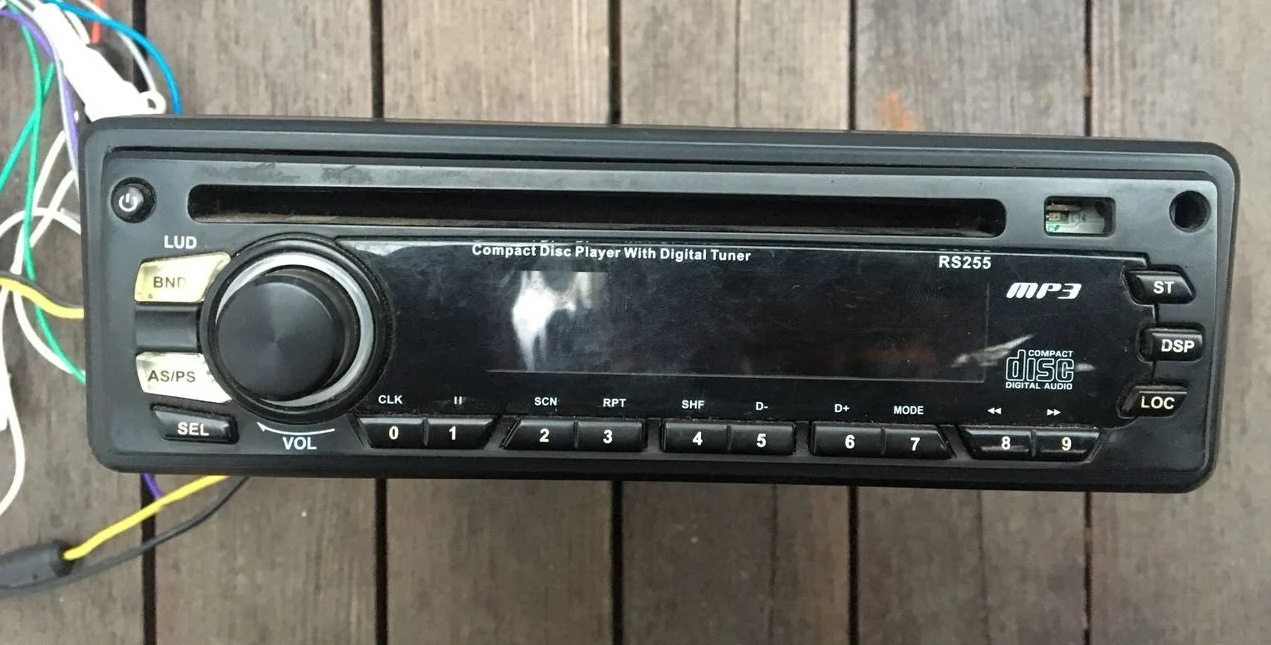 Compact Disc Player With Digital Tuner
RS255
LUD
BND
MP3
ST
DSP
COMPACT
disc
DIGITAL AUDIO
AS/PS
LOC
SEL
VOL
CLK II SCN RPT SHF D- D+ MODE
0 1 2 3 4 5 6 7 8 9